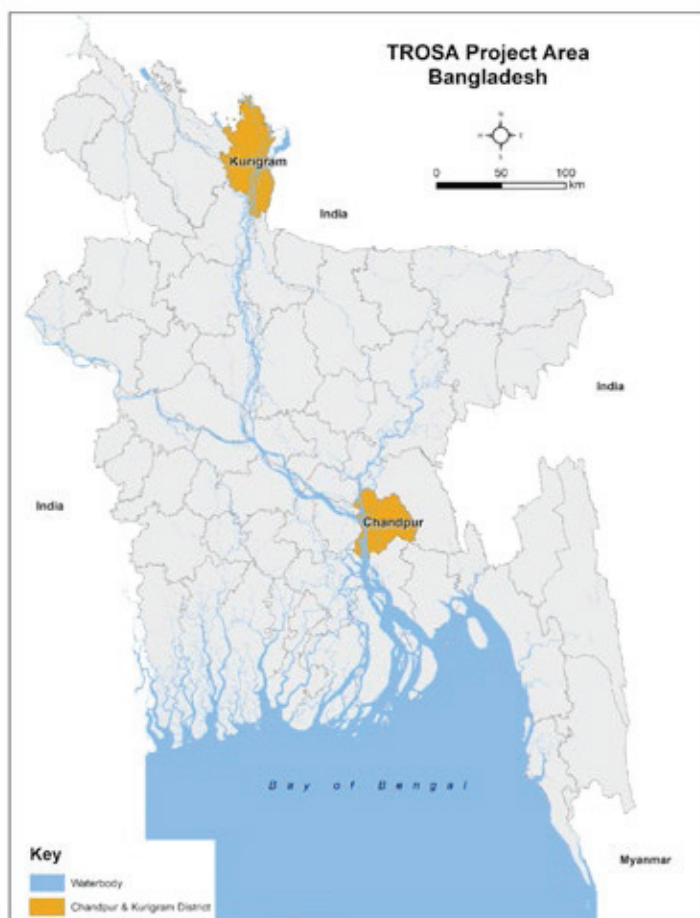 TROSA Project Area
Bangladesh
N
E
S
0 50 100
km
Kurigram
India
India
India
Chandpur
Bay of Bengal
Myanmar
Key
Waterbody
Chandpur & Kurigram District